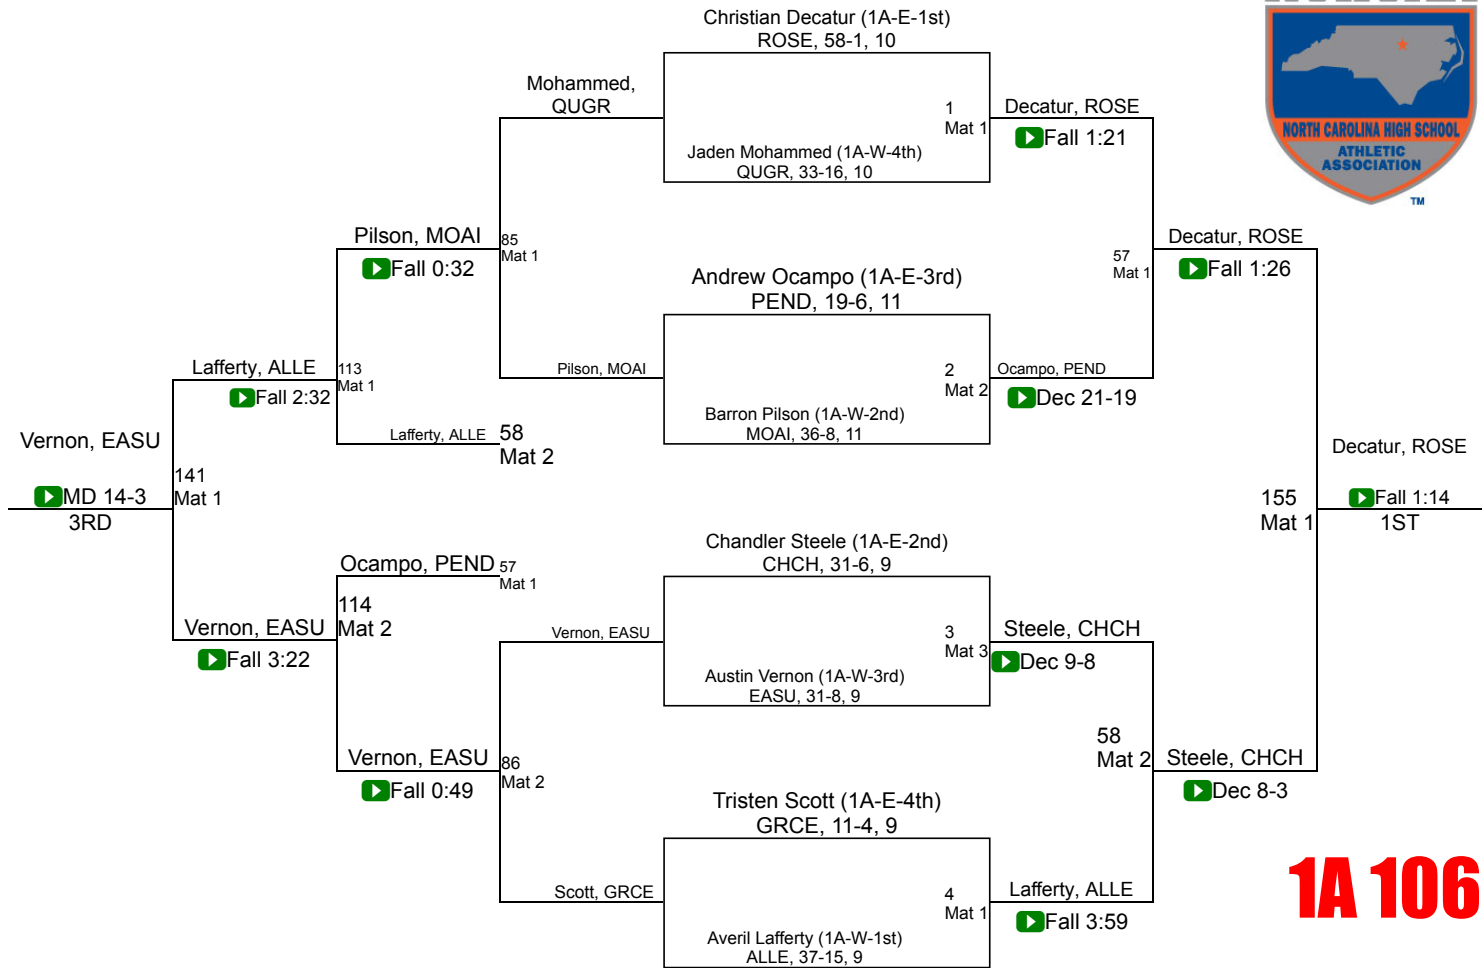 Christian Decatur (1A-E-1st)
ROSE, 58-1, 10
Mohammed,
QUGR
1
Mat 1
Decatur, ROSE
Fall 1:21
Jaden Mohammed (1A-W-4th)
QUGR, 33-16, 10
NORTH CAROLINA HIGH SCHOOL
ATHLETIC
ASSOCIATION
TM
Pilson, MOAI
Fall 0:32
85
Mat 1
57
Mat 1
Decatur, ROSE
Fall 1:26
Andrew Ocampo (1A-E-3rd)
PEND, 19-6, 11
Lafferty, ALLE
Fall 2:32
113
Mat 1
Pilson, MOAI
2
Mat 2
Ocampo, PEND
Dec 21-19
Barron Pilson (1A-W-2nd)
MOAI, 36-8, 11
Lafferty, ALLE
58
Mat 2
Vernon, EASU
MD 14-3
3RD
141
Mat 1
155
Mat 1
Decatur, ROSE
Fall 1:14
1ST
Chandler Steele (1A-E-2nd)
CHCH, 31-6, 9
Ocampo, PEND
57
Mat 1
114
Mat 2
Vernon, EASU
Fall 3:22
Vernon, EASU
3
Mat 3
Steele, CHCH
Dec 9-8
Austin Vernon (1A-W-3rd)
EASU, 31-8, 9
Vernon, EASU
Fall 0:49
86
Mat 2
58
Mat 2
Steele, CHCH
Dec 8-3
Tristen Scott (1A-E-4th)
GRCE, 11-4, 9
Scott, GRCE
4
Mat 1
Lafferty, ALLE
Fall 3:59
Averil Lafferty (1A-W-1st)
ALLE, 37-15, 9
1A 106